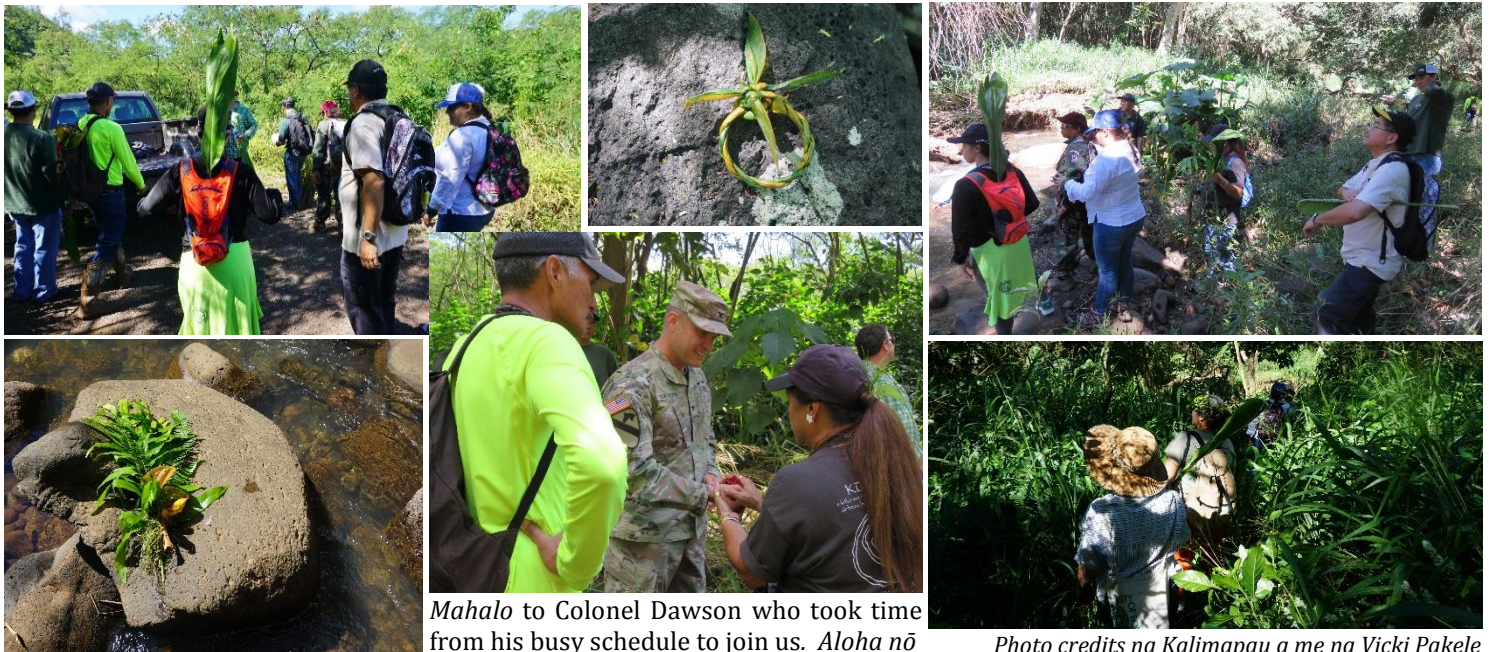 Mahalo to Colonel Dawson who took time
from his busy schedule to join us. Aloha nō
Photo credits na Kalimapau a me na Vicki Pakele